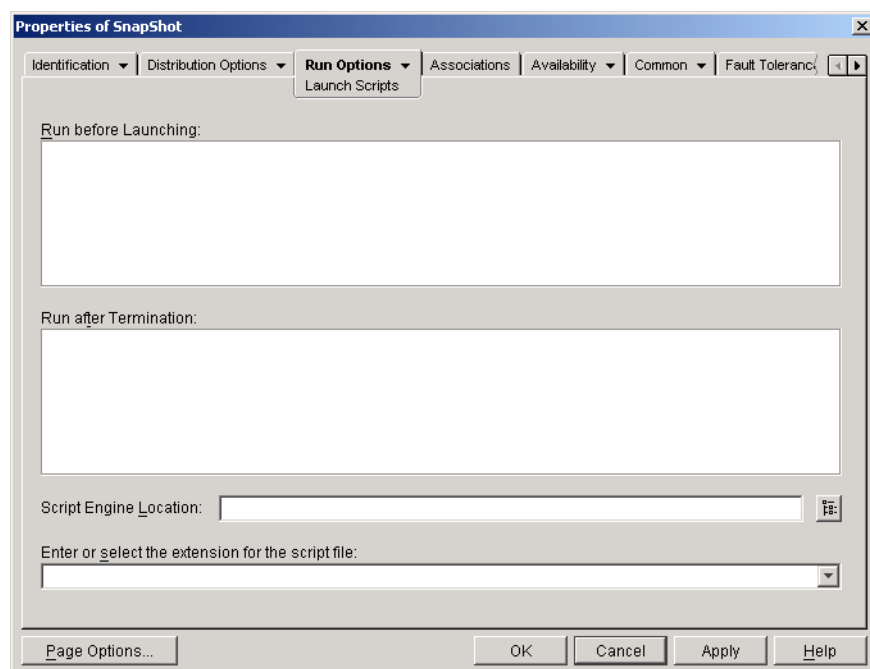 Properties of SnapShot
Identification Distribution Options Run Options Associations Availability Common Fault Toleranc
Launch Scripts
Run before Launching:
Run after Termination:
Script Engine Location:
Enter or select the extension for the script file:
Page Options... OK Cancel Apply Help